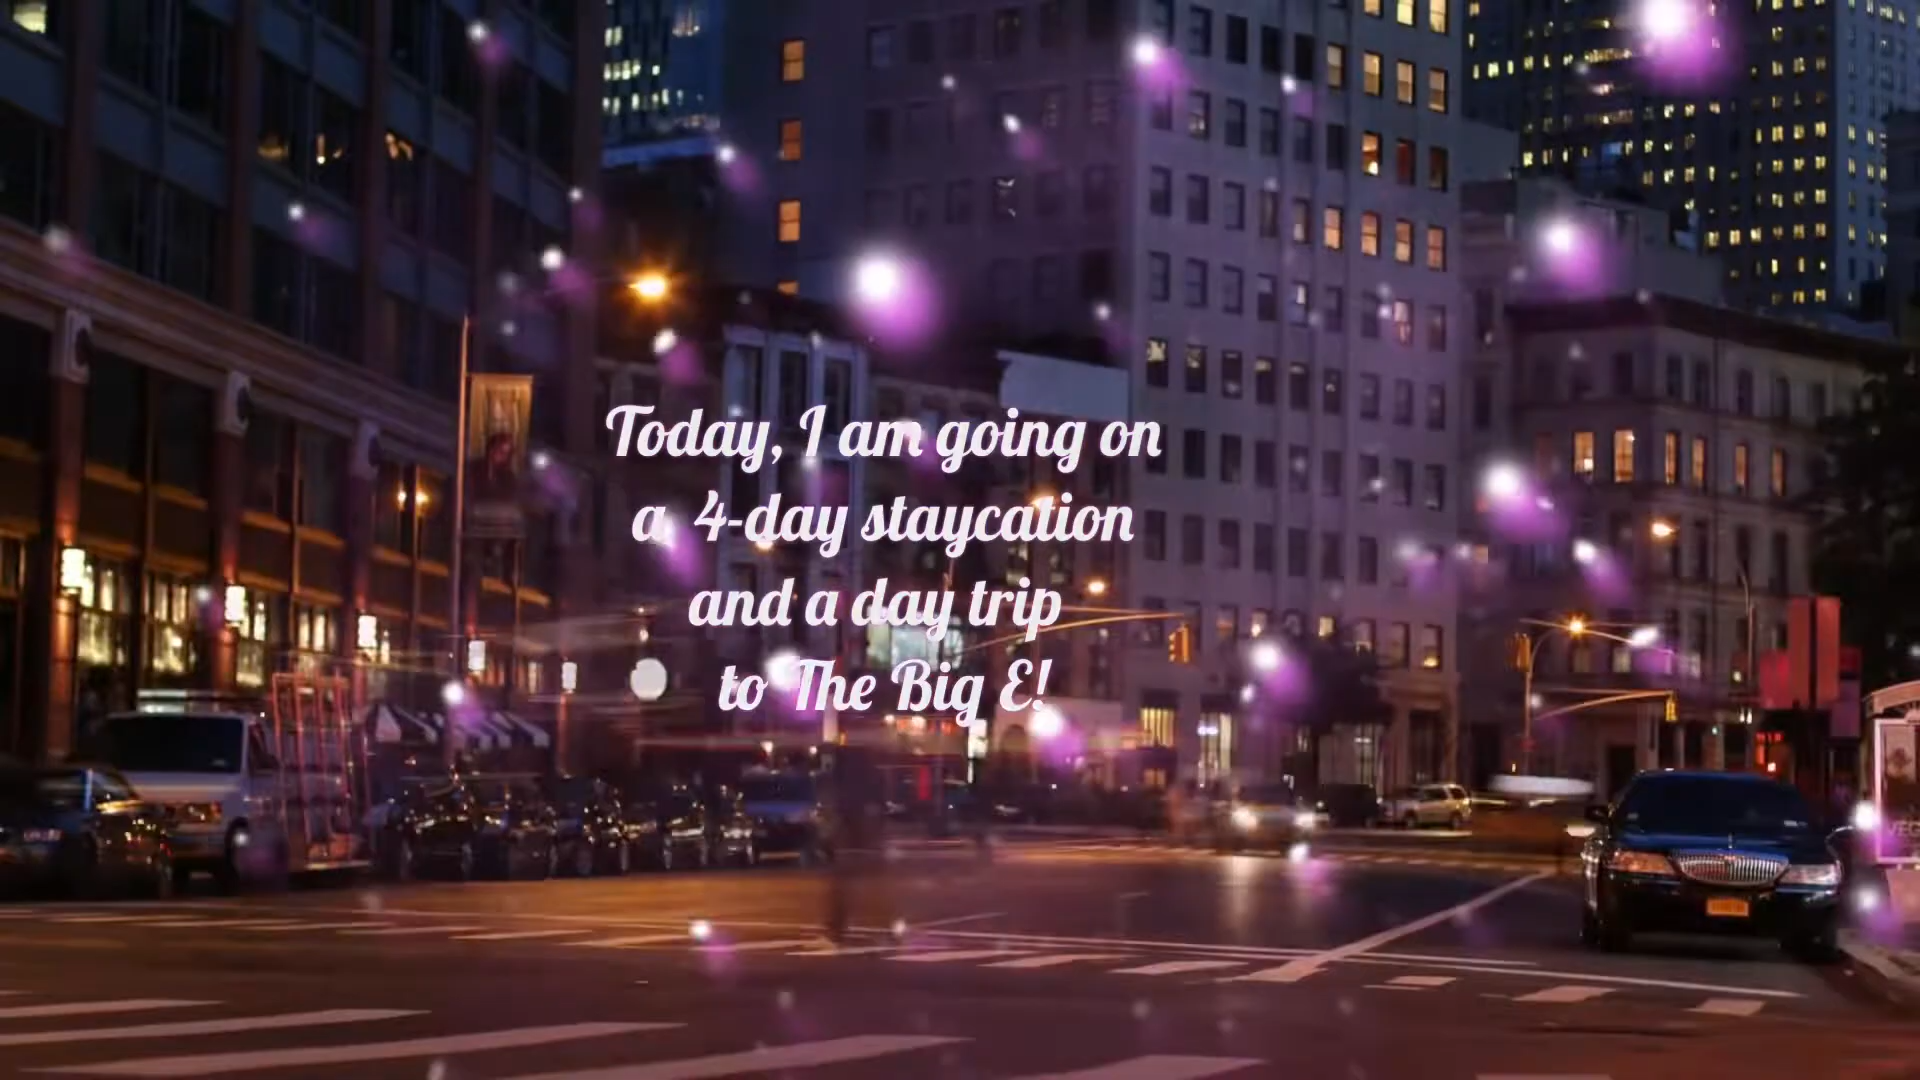 Today, I am going on
a 4-day staycation
and a day trip
to The Big E!